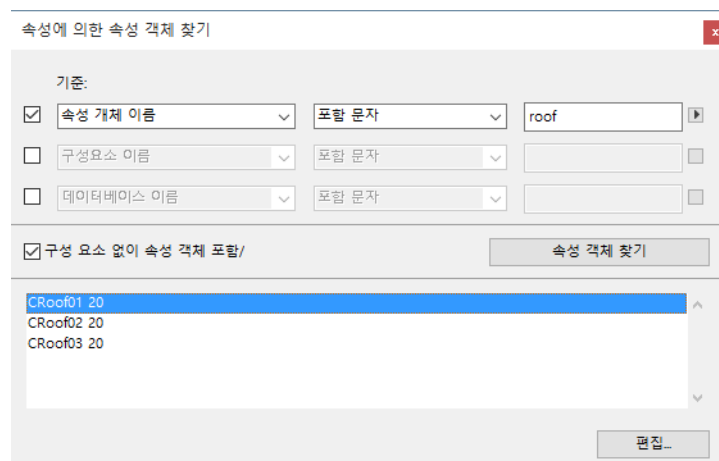 속성에 의한 속성 객체 찾기
x
기준:
속성 개체 이름 포함 문자 roof
구성요소 이름 포함 문자
데이터베이스 이름 포함 문자
구성 요소 없이 속성 객체 포함/ 속성 객체 찾기
CRoof01 20
CRoof02 20
CRoof03 20
편집...